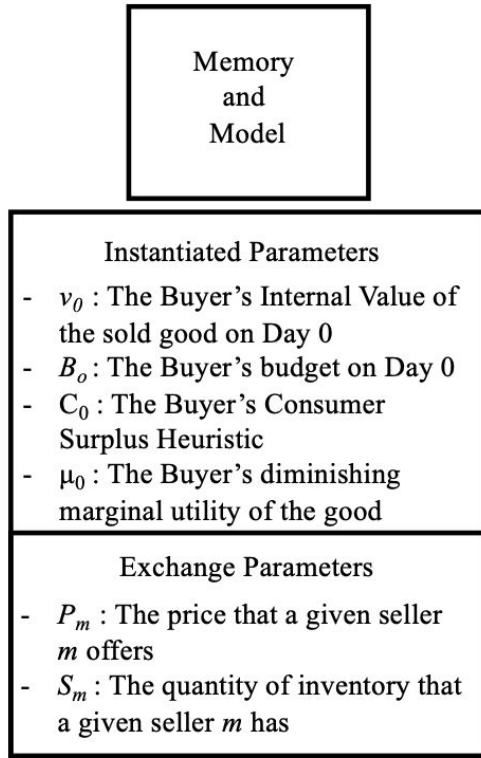 Memory
and
Model
Instantiated Parameters
- v₀ : The Buyer's Internal Value of
the sold good on Day 0
- Bₒ : The Buyer's budget on Day 0
- C₀ : The Buyer's Consumer
Surplus Heuristic
- μ₀ : The Buyer's diminishing
marginal utility of the good
Exchange Parameters
- Pₘ : The price that a given seller
m offers
- Sₘ : The quantity of inventory that
a given seller m has